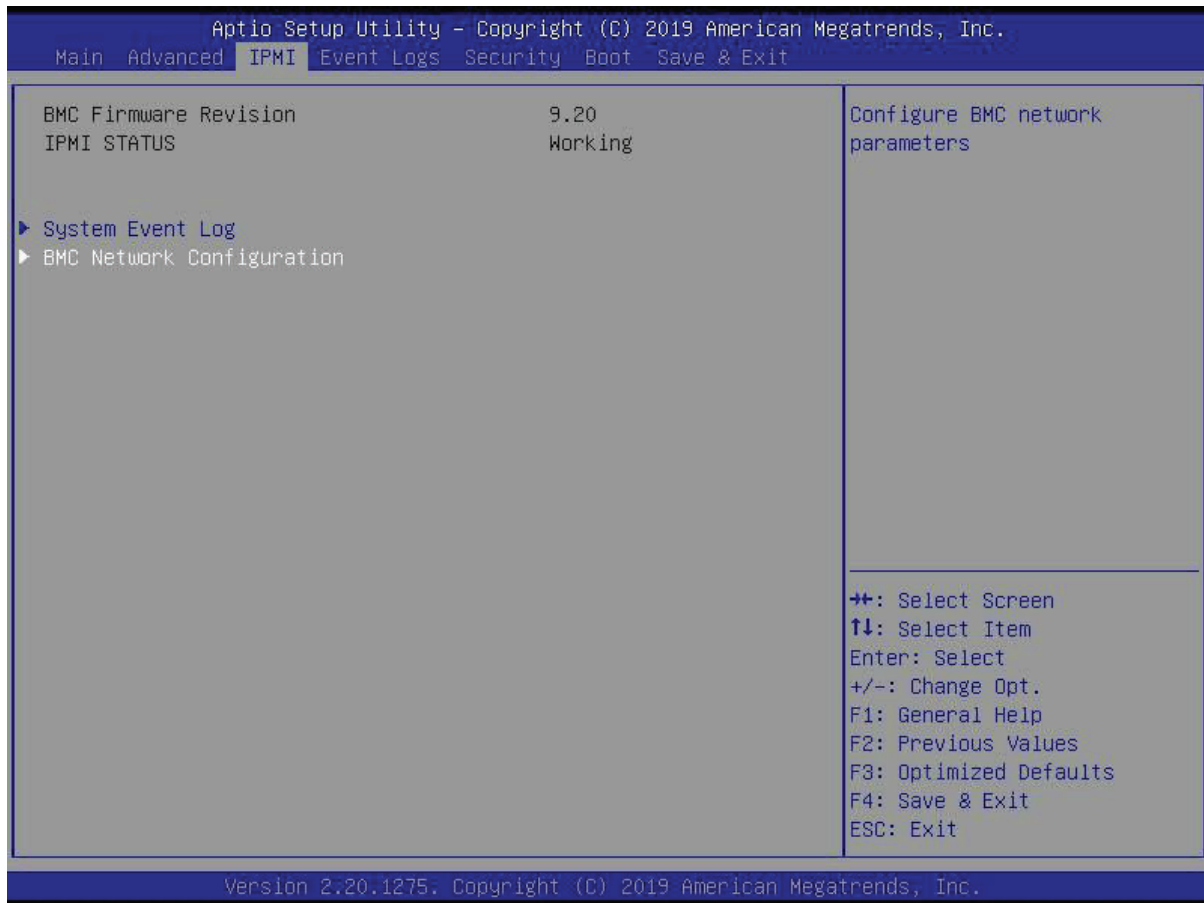 Aptio Setup Utility – Copyright (C) 2019 American Megatrends, Inc.
Main Advanced IPMI Event Logs Security Boot Save & Exit
BMC Firmware Revision 9.20
IPMI STATUS Working
▶ System Event Log
▶ BMC Network Configuration
Configure BMC network
parameters
→←: Select Screen
↑↓: Select Item
Enter: Select
+/-: Change Opt.
F1: General Help
F2: Previous Values
F3: Optimized Defaults
F4: Save & Exit
ESC: Exit
Version 2.20.1275. Copyright (C) 2019 American Megatrends, Inc.